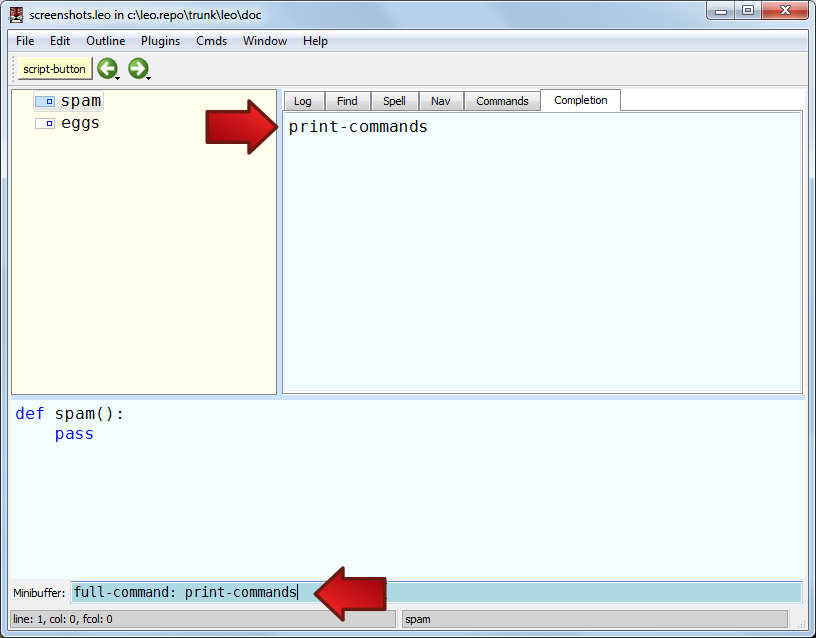 screenshots.leo in c:\leo.repo\trunk\leo\doc
File Edit Outline Plugins Cmds Window Help
script-button
spam
eggs
Log Find Spell Nav Commands Completion
print-commands
def spam():
    pass
Minibuffer: full-command: print-commands
line: 1, col: 0, fcol: 0 spam